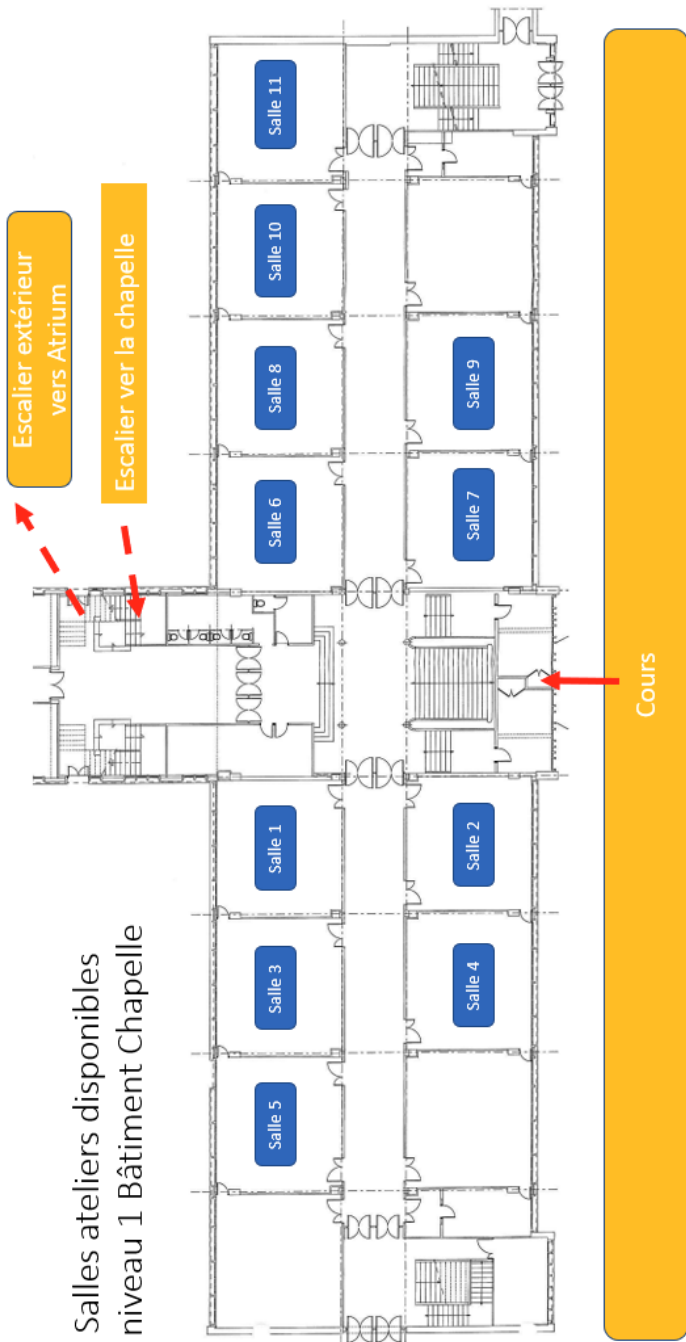 Salles ateliers disponibles
niveau 1 Bâtiment Chapelle
Escalier extérieur
vers Atrium
Escalier ver la chapelle
Salle 5
Salle 3
Salle 1
Salle 6
Salle 8
Salle 10
Salle 11
Salle 4
Salle 2
Salle 7
Salle 9
Cours